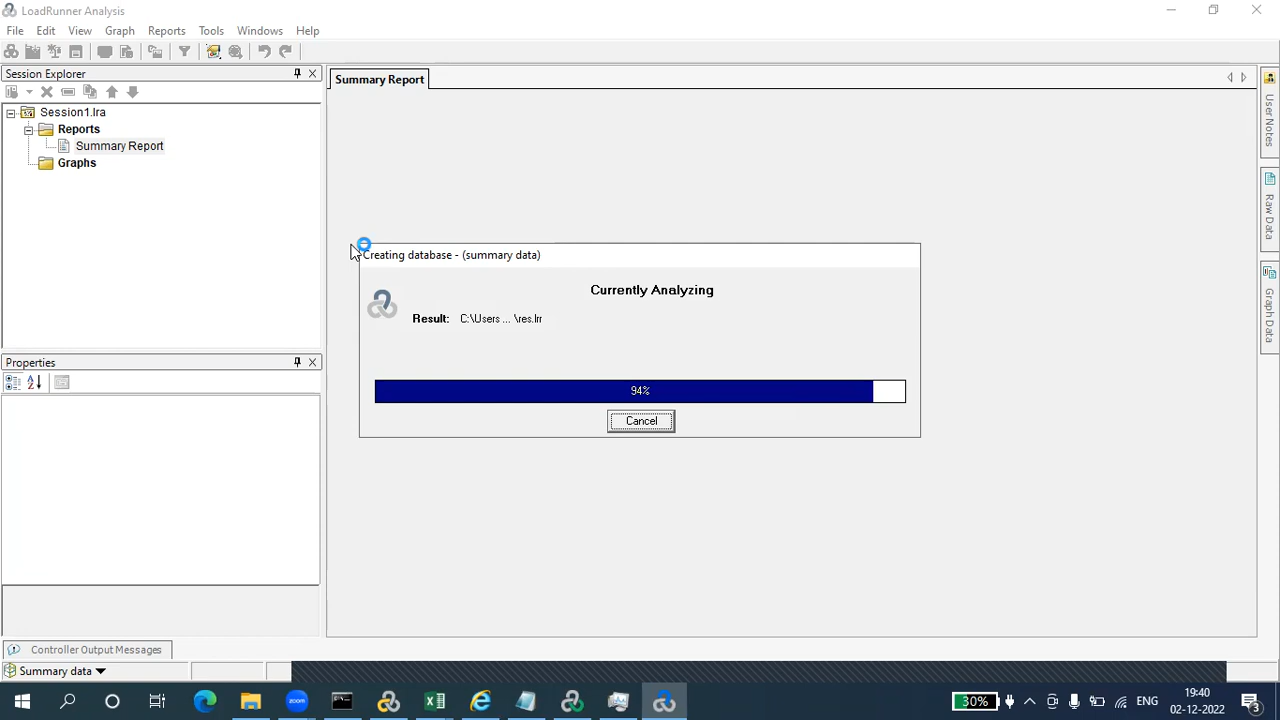 LoadRunner Analysis
File Edit View Graph Reports Tools Windows Help
Session Explorer
Session1.lra
Reports
Summary Report
Graphs
Properties
Summary Report
Creating database - (summary data)
Currently Analyzing
Result: C:\Users ... \res.lrr
94%
Cancel
User Notes
Raw Data
Graph Data
Controller Output Messages
Summary data
zoom
30%
ENG
19:40
02-12-2022
3